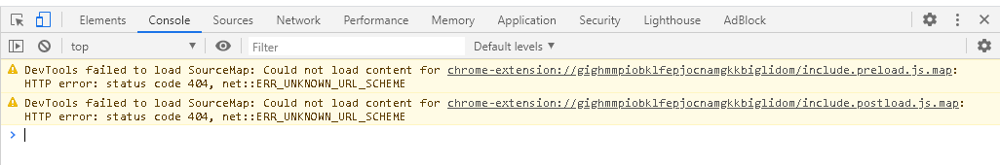 Elements Console Sources Network Performance Memory Application Security Lighthouse AdBlock
top Filter Default levels
DevTools failed to load SourceMap: Could not load content for chrome-extension://gighmmpiobklfepjocnamgkkbiglidom/include.preload.js.map:
HTTP error: status code 404, net::ERR_UNKNOWN_URL_SCHEME
DevTools failed to load SourceMap: Could not load content for chrome-extension://gighmmpiobklfepjocnamgkkbiglidom/include.postload.js.map:
HTTP error: status code 404, net::ERR_UNKNOWN_URL_SCHEME